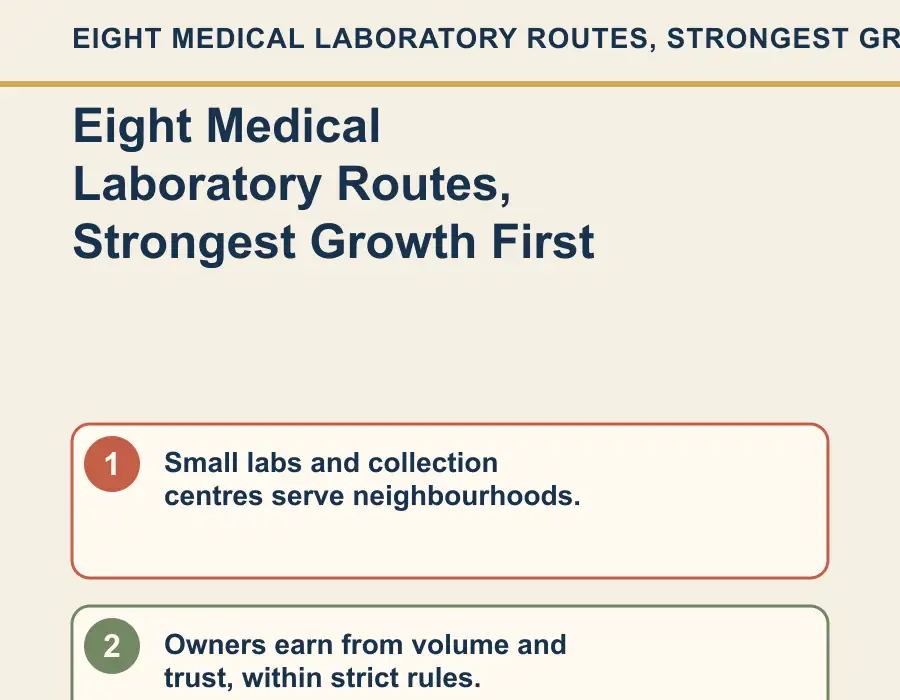 EIGHT MEDICAL LABORATORY ROUTES, STRONGEST
Eight Medical
Laboratory Routes,
Strongest Growth First
1
Small labs and collection
centres serve neighbourhoods.
2
Owners earn from volume and
trust, within strict rules.